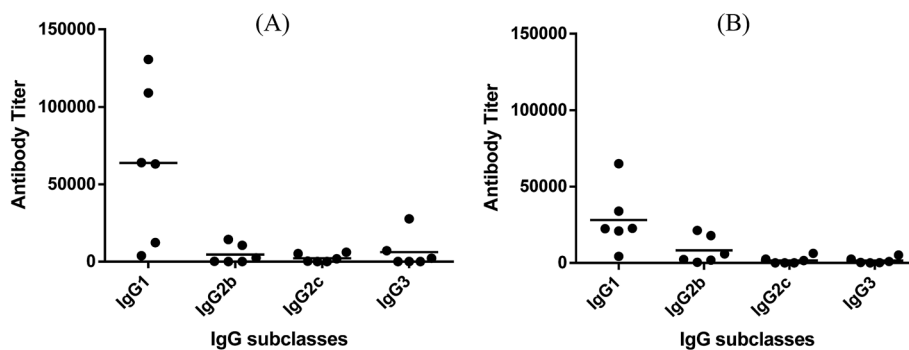 (A)
150000
100000
50000
0
Antibody Titer
IgG1
IgG2b
IgG2c
IgG3
IgG subclasses
(B)
150000
100000
50000
0
Antibody Titer
IgG1
IgG2b
IgG2c
IgG3
IgG subclasses